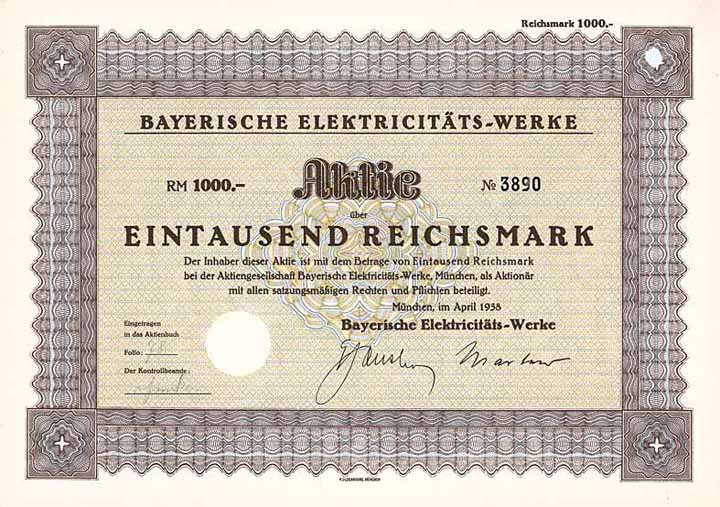 Reichsmark 1000,-
BAYERISCHE ELEKTRICITÄTS-WERKE
RM 1000.- Aktie № 3890
über
EINTAUSEND REICHSMARK
Der Inhaber dieser Aktie ist mit dem Betrage von Eintausend Reichsmark
bei der Aktiengesellschaft Bayerische Elektricitäts-Werke, München, als Aktionär
mit allen satzungsmäßigen Rechten und Pflichten beteiligt.
München, im April 1938
Bayerische Elektricitäts-Werke
Eingetragen
in das Aktienbuch
Folio:
Der Kontrollbeamte:
R. OLDENBOURG, MÜNCHEN